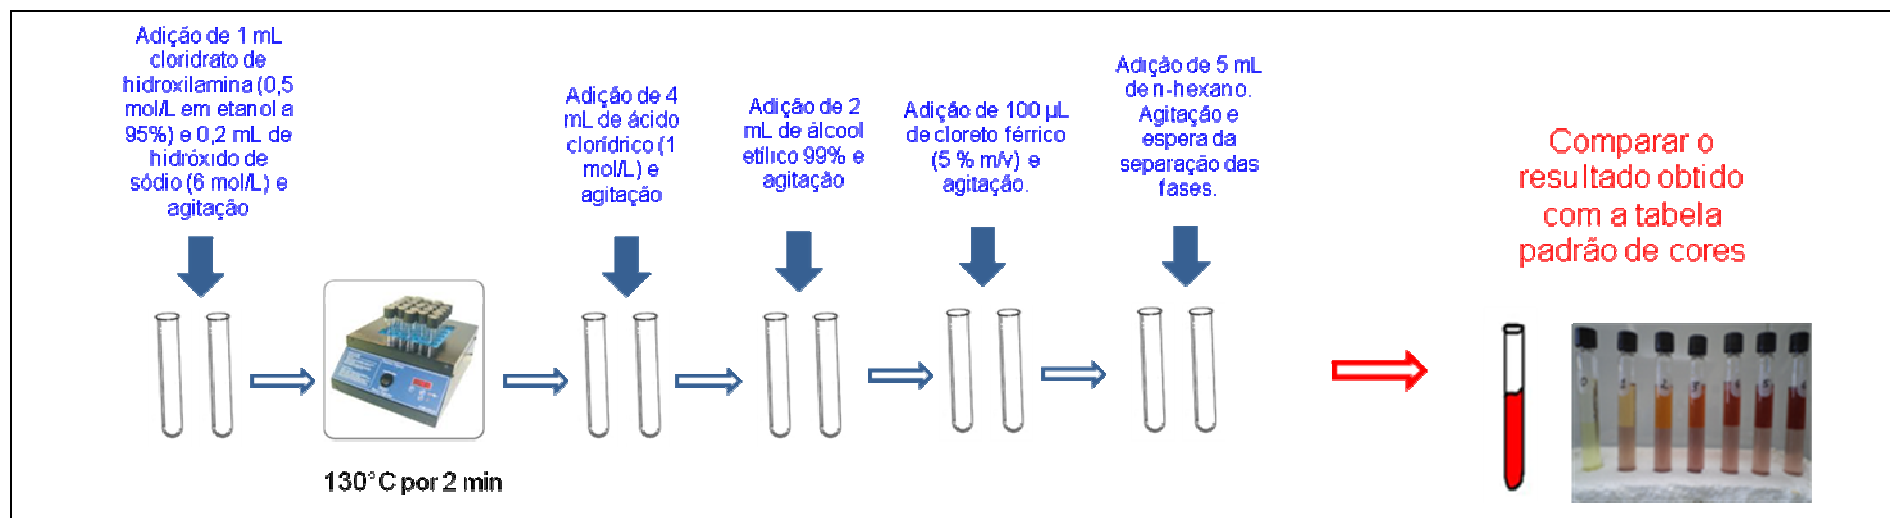 Adição de 1 mL
cloridrato de
hidroxilamina (0,5
mol/L em etanol a
95%) e 0,2 mL de
hidróxido de
sódio (6 mol/L) e
agitação
Adição de 4
mL de ácido
clorídrico (1
mol/L) e
agitação
Adição de 2
mL de álcool
etílico 99% e
agitação
Adição de 100 µL
de cloreto férrico
(5 % m/v) e
agitação.
Adição de 5 mL
de n-hexano.
Agitação e
espera da
separação das
fases.
Comparar o
resultado obtido
com a tabela
padrão de cores
130°C por 2 min